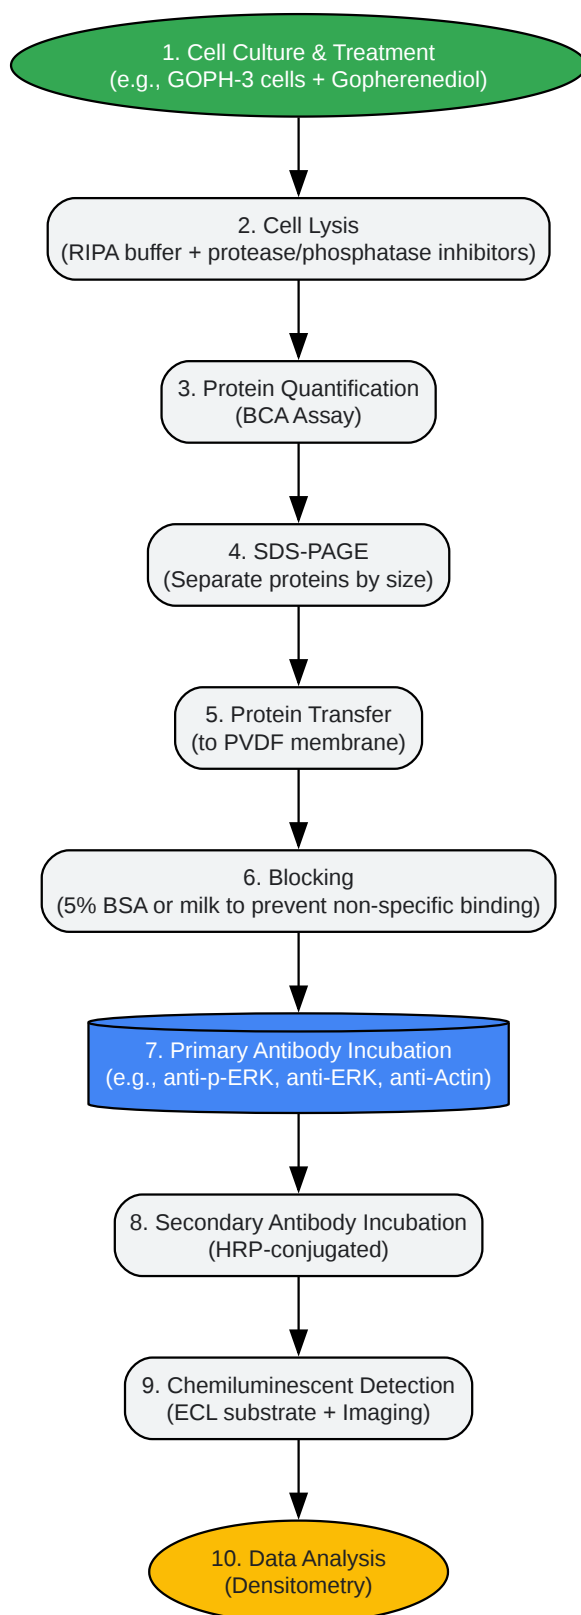 1. Cell Culture & Treatment
(e.g., GOPH-3 cells + Gopherenediol)
2. Cell Lysis
(RIPA buffer + protease/phosphatase inhibitors)
3. Protein Quantification
(BCA Assay)
4. SDS-PAGE
(Separate proteins by size)
5. Protein Transfer
(to PVDF membrane)
6. Blocking
(5% BSA or milk to prevent non-specific binding)
7. Primary Antibody Incubation
(e.g., anti-p-ERK, anti-ERK, anti-Actin)
8. Secondary Antibody Incubation
(HRP-conjugated)
9. Chemiluminescent Detection
(ECL substrate + Imaging)
10. Data Analysis
(Densitometry)